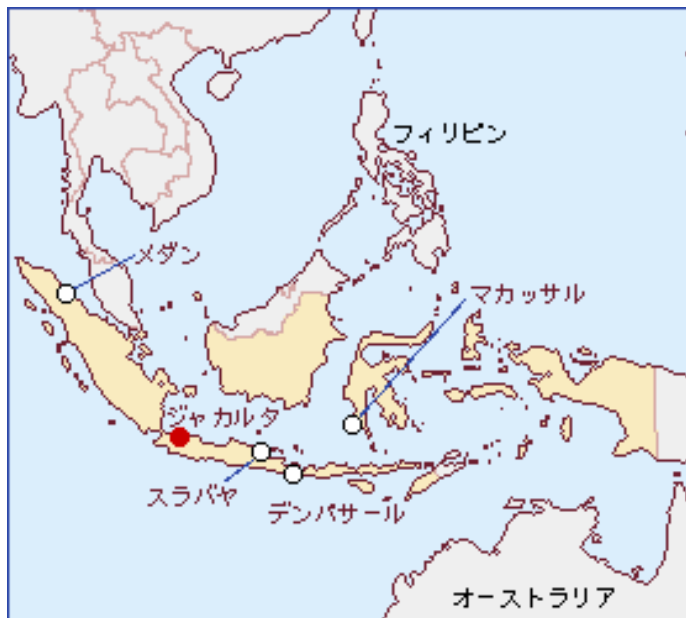 フィリピン
メダン
マカッサル
ジャカルタ
スラバヤ
デンパサール
オーストラリア